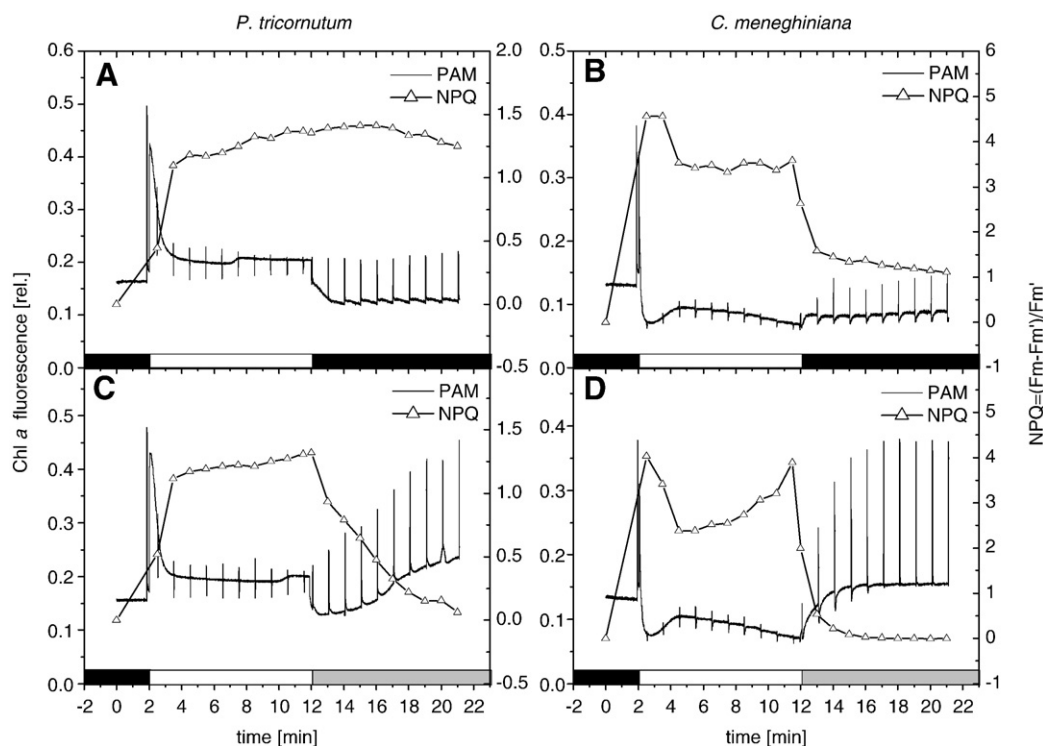 P. tricornutum
C. meneghiniana
0.6
0.5
0.4
0.3
0.2
0.1
0.0
A
PAM
NPQ
2.0
1.5
1.0
0.5
0.0
-0.5
0.5
0.4
0.3
0.2
0.1
0.0
B
PAM
NPQ
6
5
4
3
2
1
0
-1
Chl a fluorescence [rel.]
NPQ=(Fm-Fm')/Fm'
0.5
0.4
0.3
0.2
0.1
0.0
C
PAM
NPQ
1.5
1.0
0.5
0.0
-0.5
0.4
0.3
0.2
0.1
0.0
D
PAM
NPQ
5
4
3
2
1
0
-1
-2 0 2 4 6 8 10 12 14 16 18 20 22
time [min]
-2 0 2 4 6 8 10 12 14 16 18 20 22
time [min]